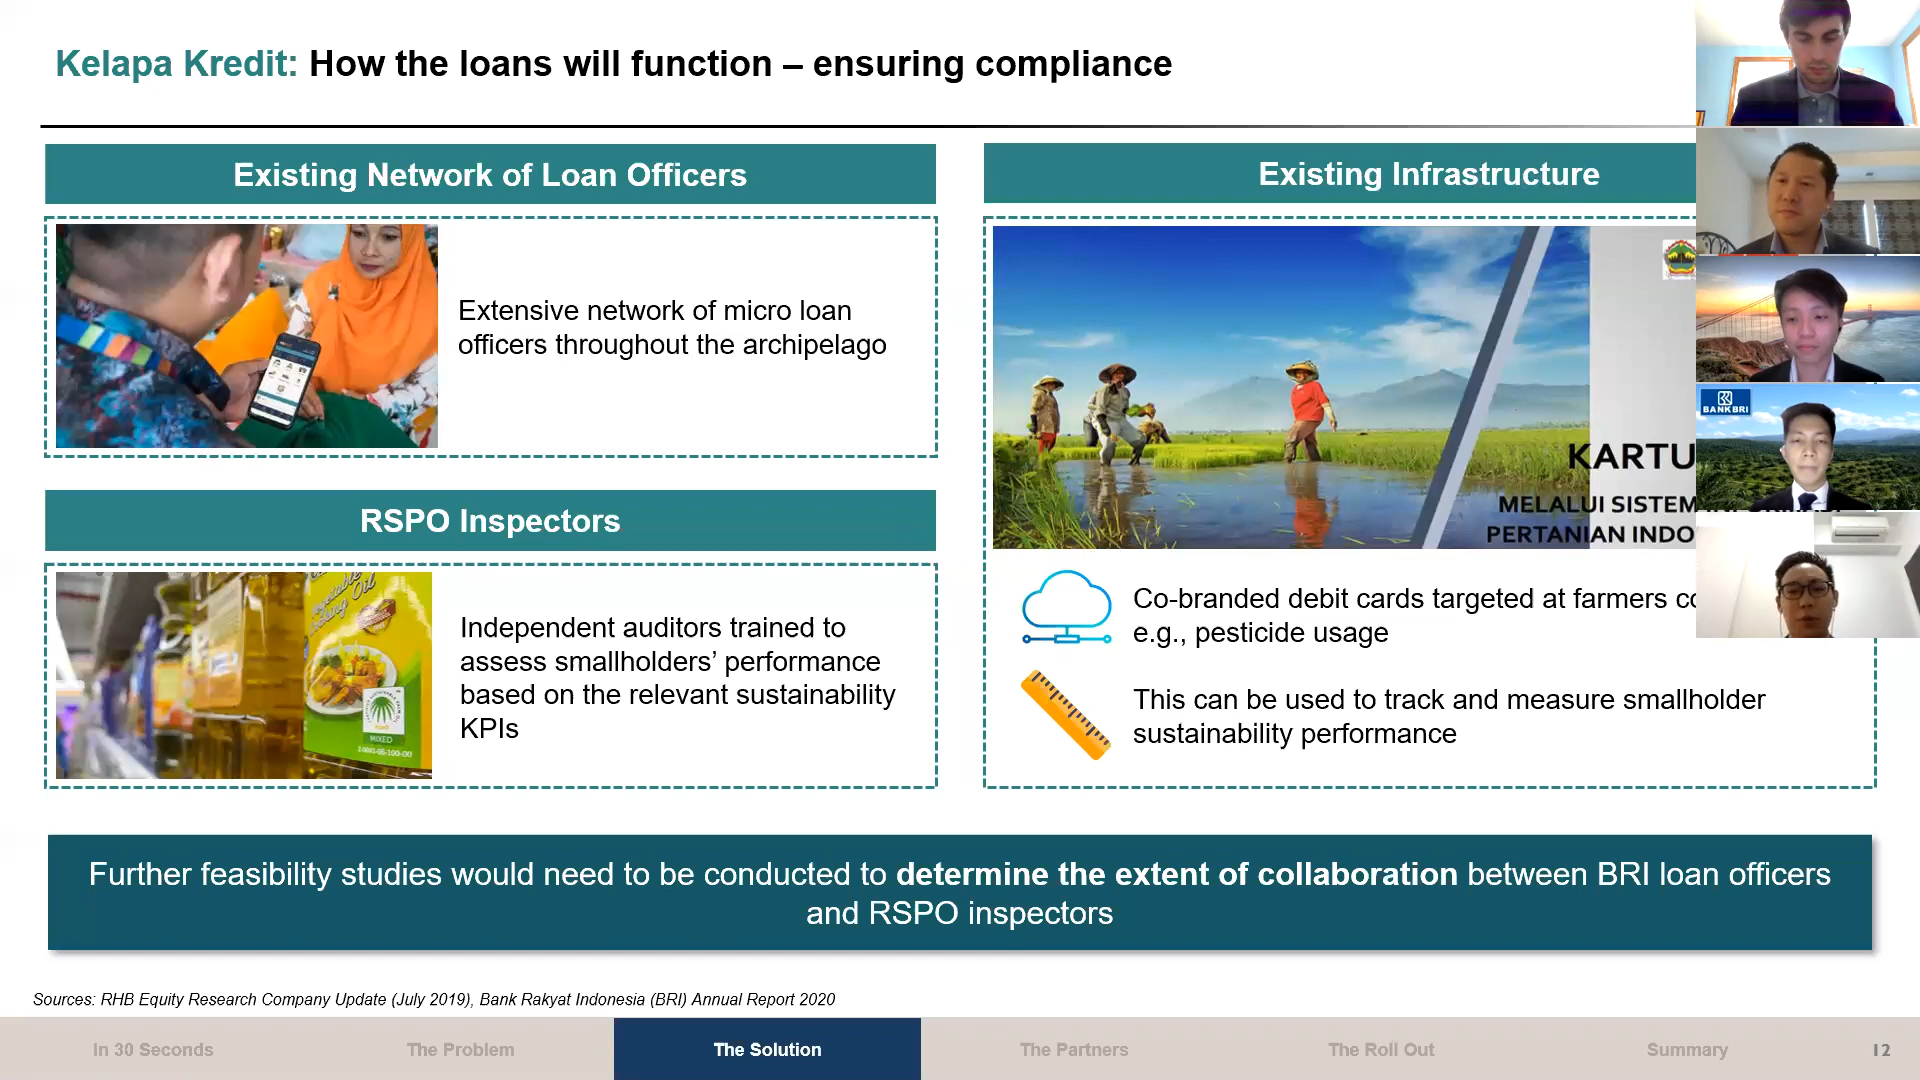 Kelapa Kredit: How the loans will function – ensuring compliance
Existing Network of Loan Officers
Extensive network of micro loan
officers throughout the archipelago
RSPO Inspectors
Vegetable
Cooking Oil
MIXED
Independent auditors trained to
assess smallholders’ performance
based on the relevant sustainability
KPIs
Existing Infrastructure
KARTU
MELALUI SISTEM
PERTANIAN INDO
Co-branded debit cards targeted at farmers
e.g., pesticide usage
This can be used to track and measure smallholder
sustainability performance
BANK BRI
Further feasibility studies would need to be conducted to determine the extent of collaboration between BRI loan officers
and RSPO inspectors
Sources: RHB Equity Research Company Update (July 2019), Bank Rakyat Indonesia (BRI) Annual Report 2020
In 30 Seconds
The Problem
The Solution
The Partners
The Roll Out
Summary
12